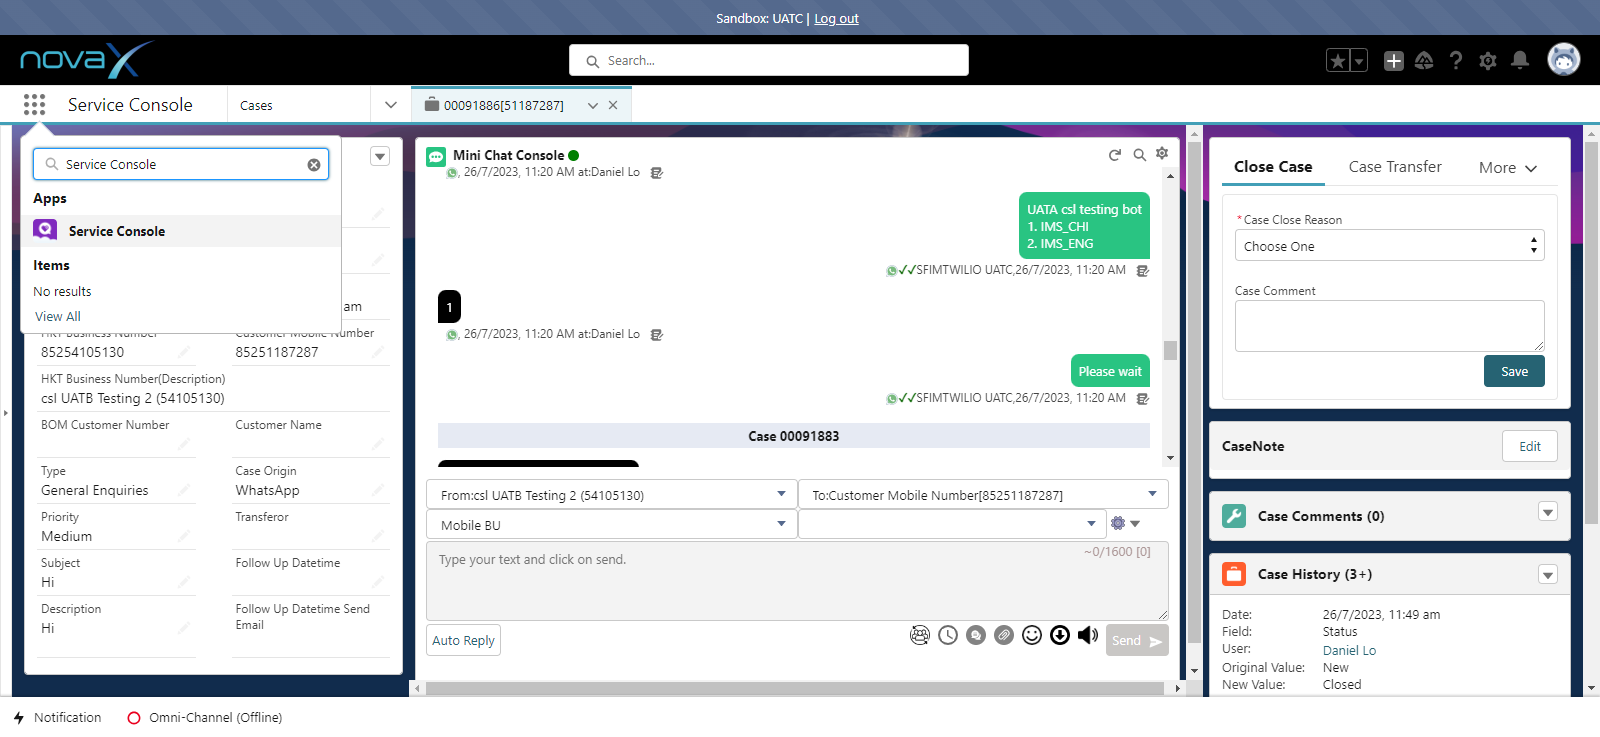 Sandbox: UATC | Log out
novaX
Search...
Service Console
Cases
00091886[51187287]
Service Console
Apps
Service Console
Items
No results
View All
am
HKT Business Number
Customer Mobile Number
85254105130
85251187287
HKT Business Number(Description)
csl UATB Testing 2 (54105130)
BOM Customer Number
Customer Name
Type
Case Origin
General Enquiries
WhatsApp
Priority
Transferor
Medium
Subject
Follow Up Datetime
Hi
Description
Follow Up Datetime Send
Email
Hi
Mini Chat Console
, 26/7/2023, 11:20 AM at:Daniel Lo
UATA csl testing bot
1. IMS_CHI
2. IMS_ENG
SFIMTWILIO UATC,26/7/2023, 11:20 AM
1
, 26/7/2023, 11:20 AM at:Daniel Lo
Please wait
SFIMTWILIO UATC,26/7/2023, 11:20 AM
Case 00091883
From:csl UATB Testing 2 (54105130)
To:Customer Mobile Number[85251187287]
Mobile BU
Type your text and click on send.
~0/1600 [0]
Auto Reply
Send
Close Case
Case Transfer
More
*Case Close Reason
Choose One
Case Comment
Save
CaseNote
Edit
Case Comments (0)
Case History (3+)
Date:
26/7/2023, 11:49 am
Field:
Status
User:
Daniel Lo
Original Value:
New
New Value:
Closed
Notification
Omni-Channel (Offline)